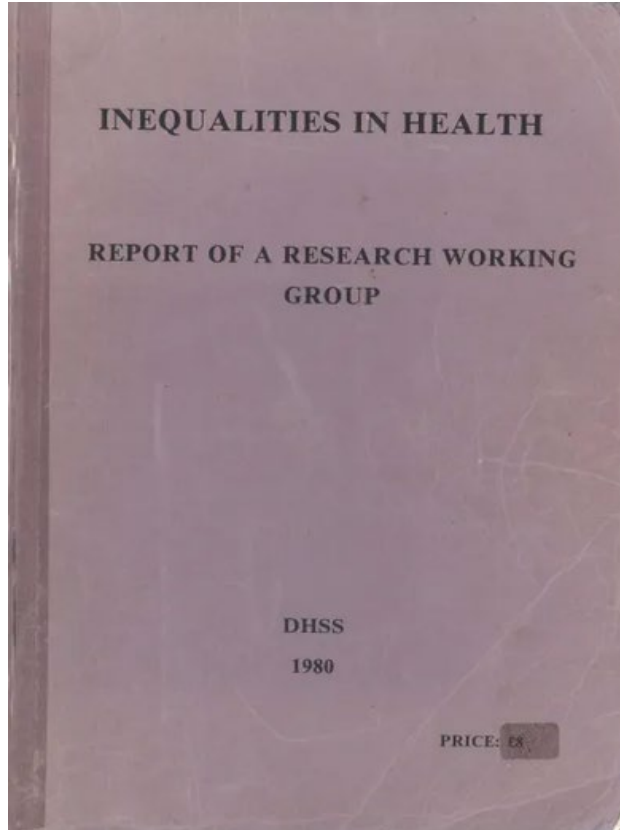 INEQUALITIES IN HEALTH
REPORT OF A RESEARCH WORKING
GROUP
DHSS
1980
PRICE: £8